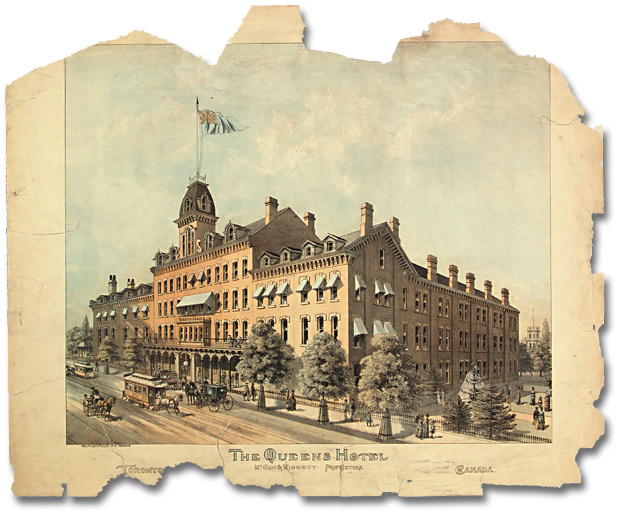 THE QUEENS HOTEL
TORONTO McGAW & WINNETT PROPRIETORS CANADA